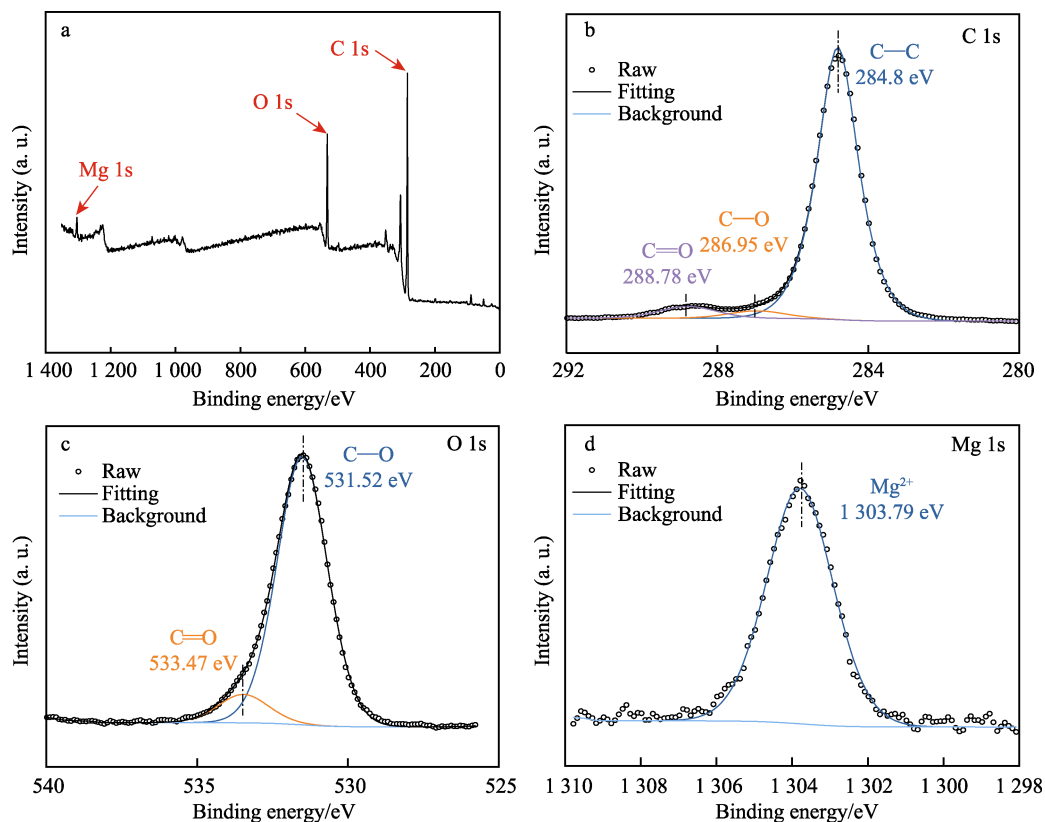 a
C 1s
O 1s
Mg 1s
Intensity (a. u.)
1 400 1 200 1 000 800 600 400 200 0
Binding energy/eV
b
C 1s
Raw
Fitting
Background
C—C
284.8 eV
C—O
286.95 eV
C=O
288.78 eV
Intensity (a. u.)
292 288 284 280
Binding energy/eV
c
O 1s
Raw
Fitting
Background
C—O
531.52 eV
C=O
533.47 eV
Intensity (a. u.)
540 535 530 525
Binding energy/eV
d
Mg 1s
Raw
Fitting
Background
Mg²⁺
1 303.79 eV
Intensity (a. u.)
1 310 1 308 1 306 1 304 1 302 1 300 1 298
Binding energy/eV